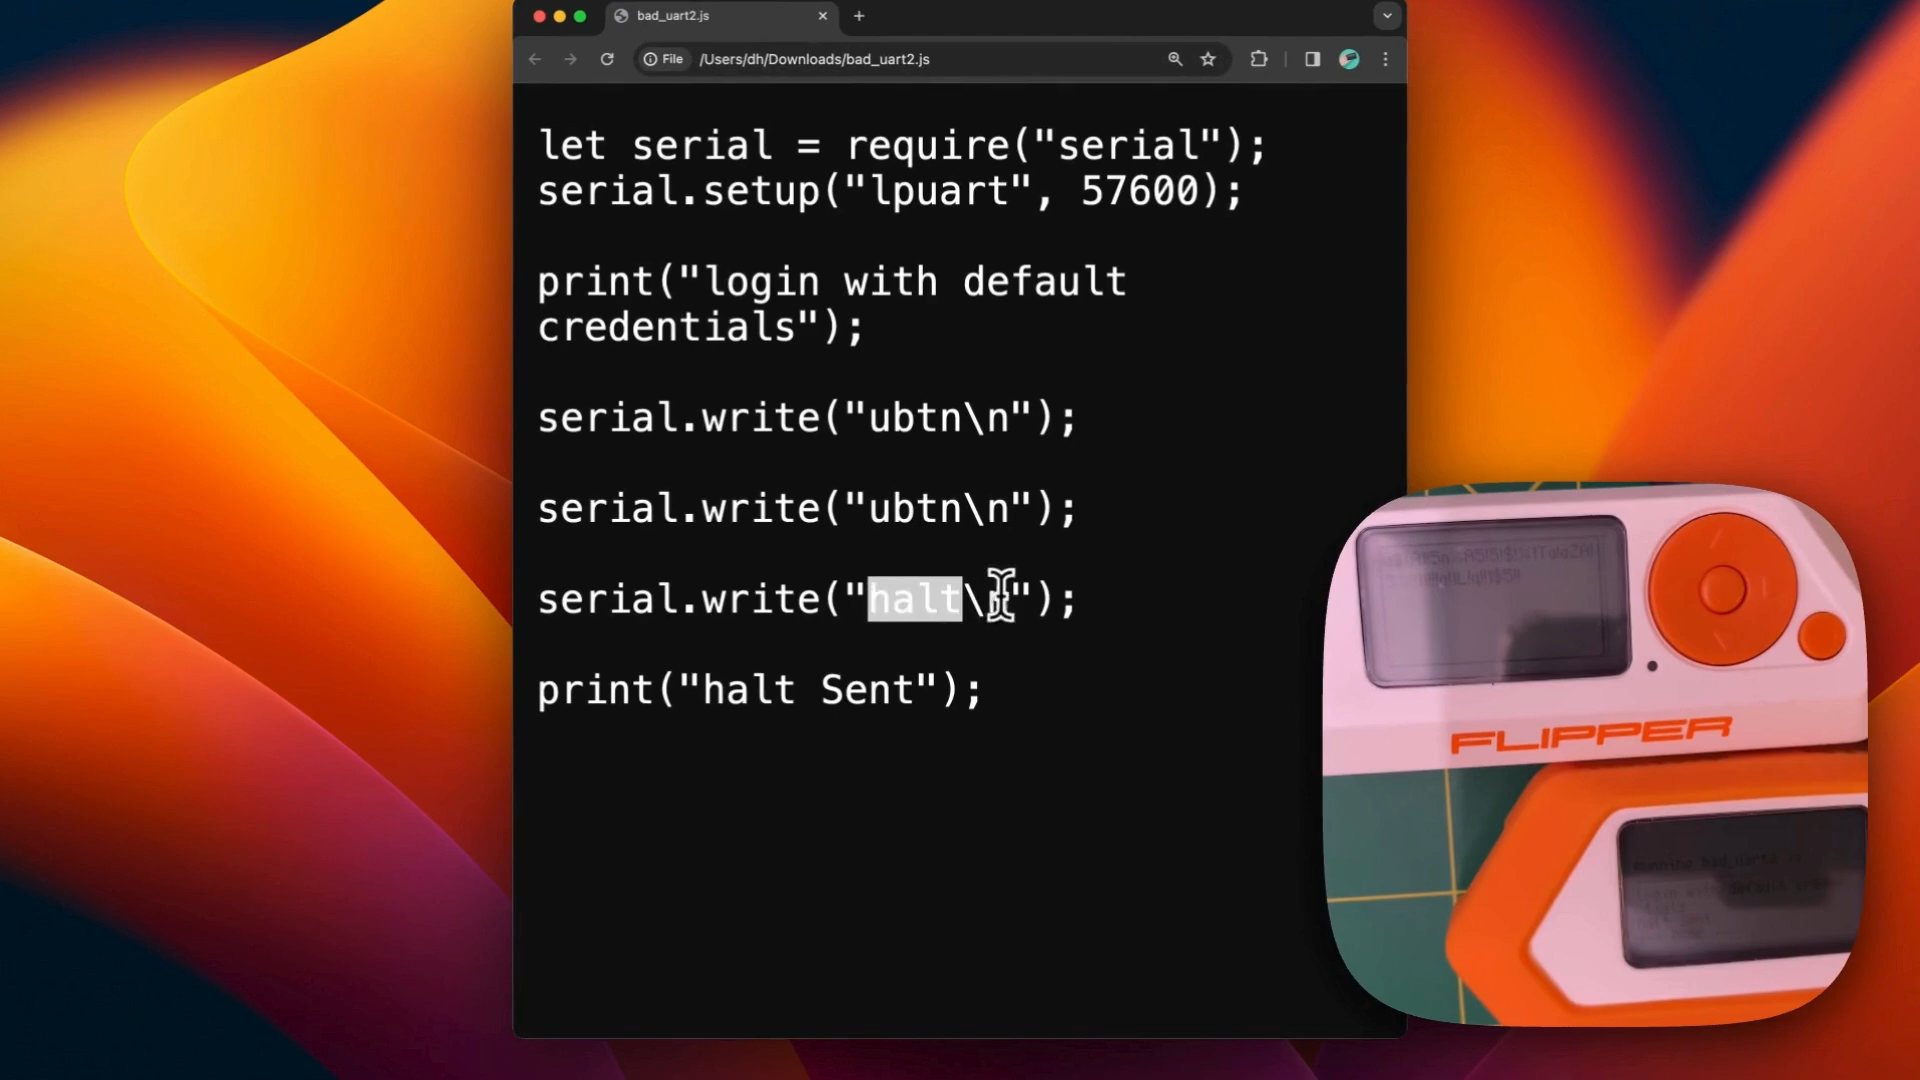 bad_uart2.js
File
/Users/dh/Downloads/bad_uart2.js
let serial = require("serial");
serial.setup("lpuart", 57600);
print("login with default
credentials");
serial.write("ubtn\n");
serial.write("ubtn\n");
serial.write("halt\n");
print("halt Sent");
FLIPPER